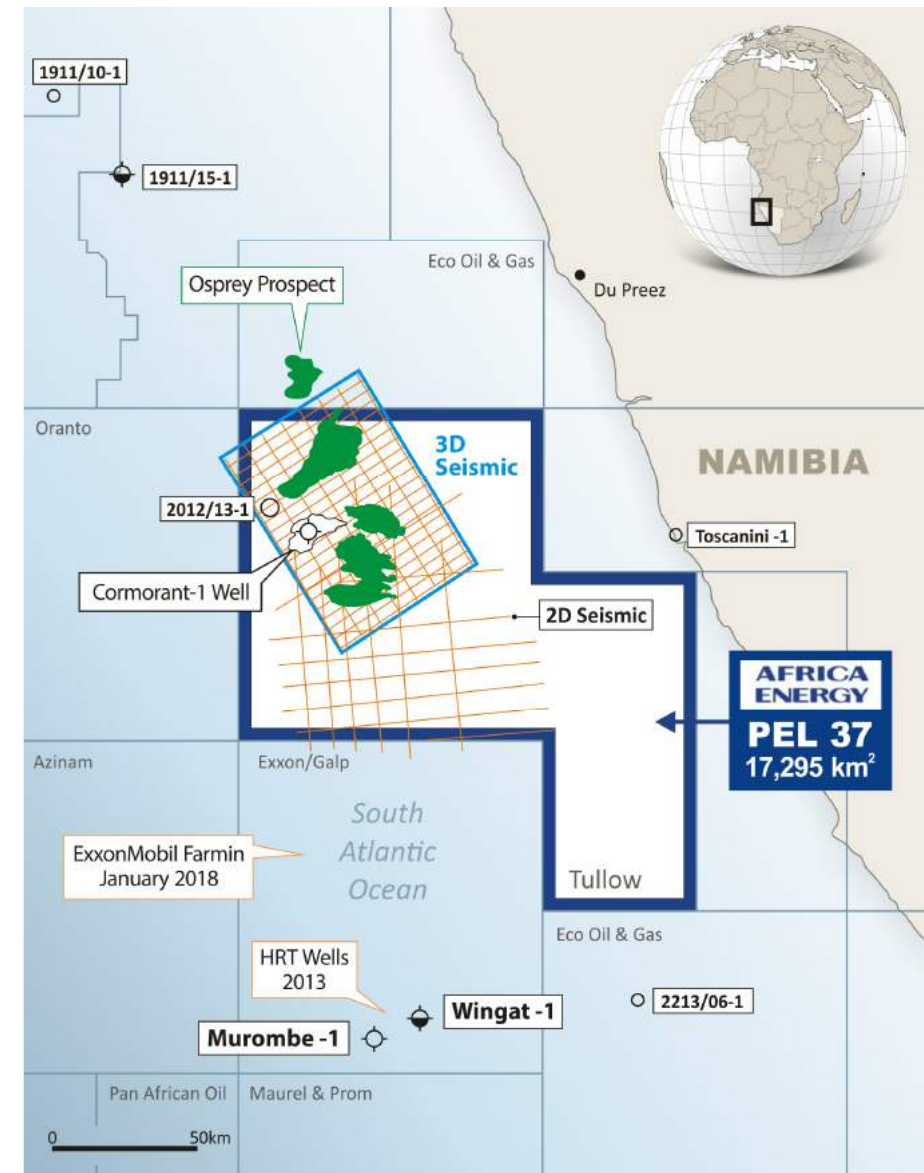 1911/10-1
1911/15-1
Eco Oil & Gas
Osprey Prospect
Du Preez
Oranto
3D
Seismic
NAMIBIA
2012/13-1
Toscanini -1
Cormorant-1 Well
2D Seismic
AFRICA
ENERGY
PEL 37
17,295 km²
Azinam
Exxon/Galp
South
Atlantic
Ocean
ExxonMobil Farmin
January 2018
Tullow
Eco Oil & Gas
HRT Wells
2013
2213/06-1
Wingat -1
Murombe -1
Pan African Oil
Maurel & Prom
0 50km